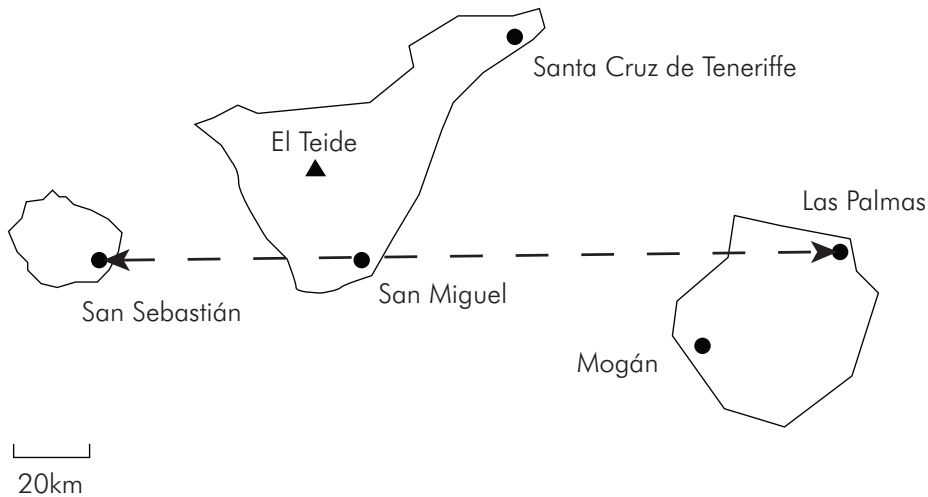 Santa Cruz de Teneriffe
El Teide
Las Palmas
San Sebastián
San Miguel
Mogán
20km